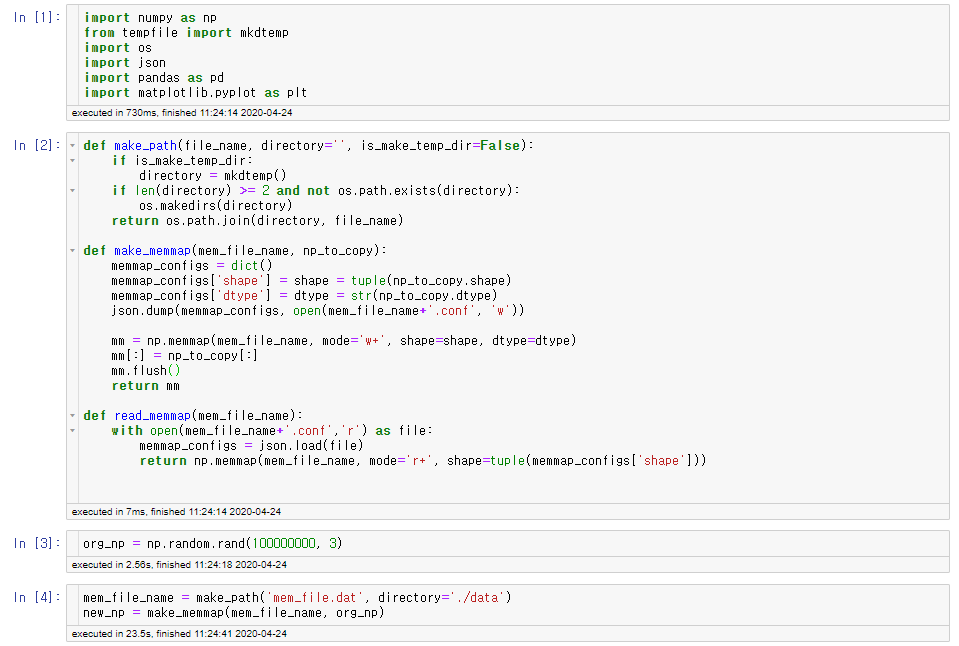 In [1]:
import numpy as np
from tempfile import mkdtemp
import os
import json
import pandas as pd
import matplotlib.pyplot as plt
executed in 730ms, finished 11:24:14 2020-04-24
In [2]:
def make_path(file_name, directory='', is_make_temp_dir=False):
    if is_make_temp_dir:
        directory = mkdtemp()
    if len(directory) >= 2 and not os.path.exists(directory):
        os.makedirs(directory)
    return os.path.join(directory, file_name)
def make_memmap(mem_file_name, np_to_copy):
    memmap_configs = dict()
    memmap_configs['shape'] = shape = tuple(np_to_copy.shape)
    memmap_configs['dtype'] = dtype = str(np_to_copy.dtype)
    json.dump(memmap_configs, open(mem_file_name+'.conf', 'w'))
    mm = np.memmap(mem_file_name, mode='w+', shape=shape, dtype=dtype)
    mm[:] = np_to_copy[:]
    mm.flush()
    return mm
def read_memmap(mem_file_name):
    with open(mem_file_name+'.conf','r') as file:
        memmap_configs = json.load(file)
        return np.memmap(mem_file_name, mode='r+', shape=tuple(memmap_configs['shape']))
executed in 7ms, finished 11:24:14 2020-04-24
In [3]:
org_np = np.random.rand(100000000, 3)
executed in 2.56s, finished 11:24:18 2020-04-24
In [4]:
mem_file_name = make_path('mem_file.dat', directory='./data')
new_np = make_memmap(mem_file_name, org_np)
executed in 23.5s, finished 11:24:41 2020-04-24